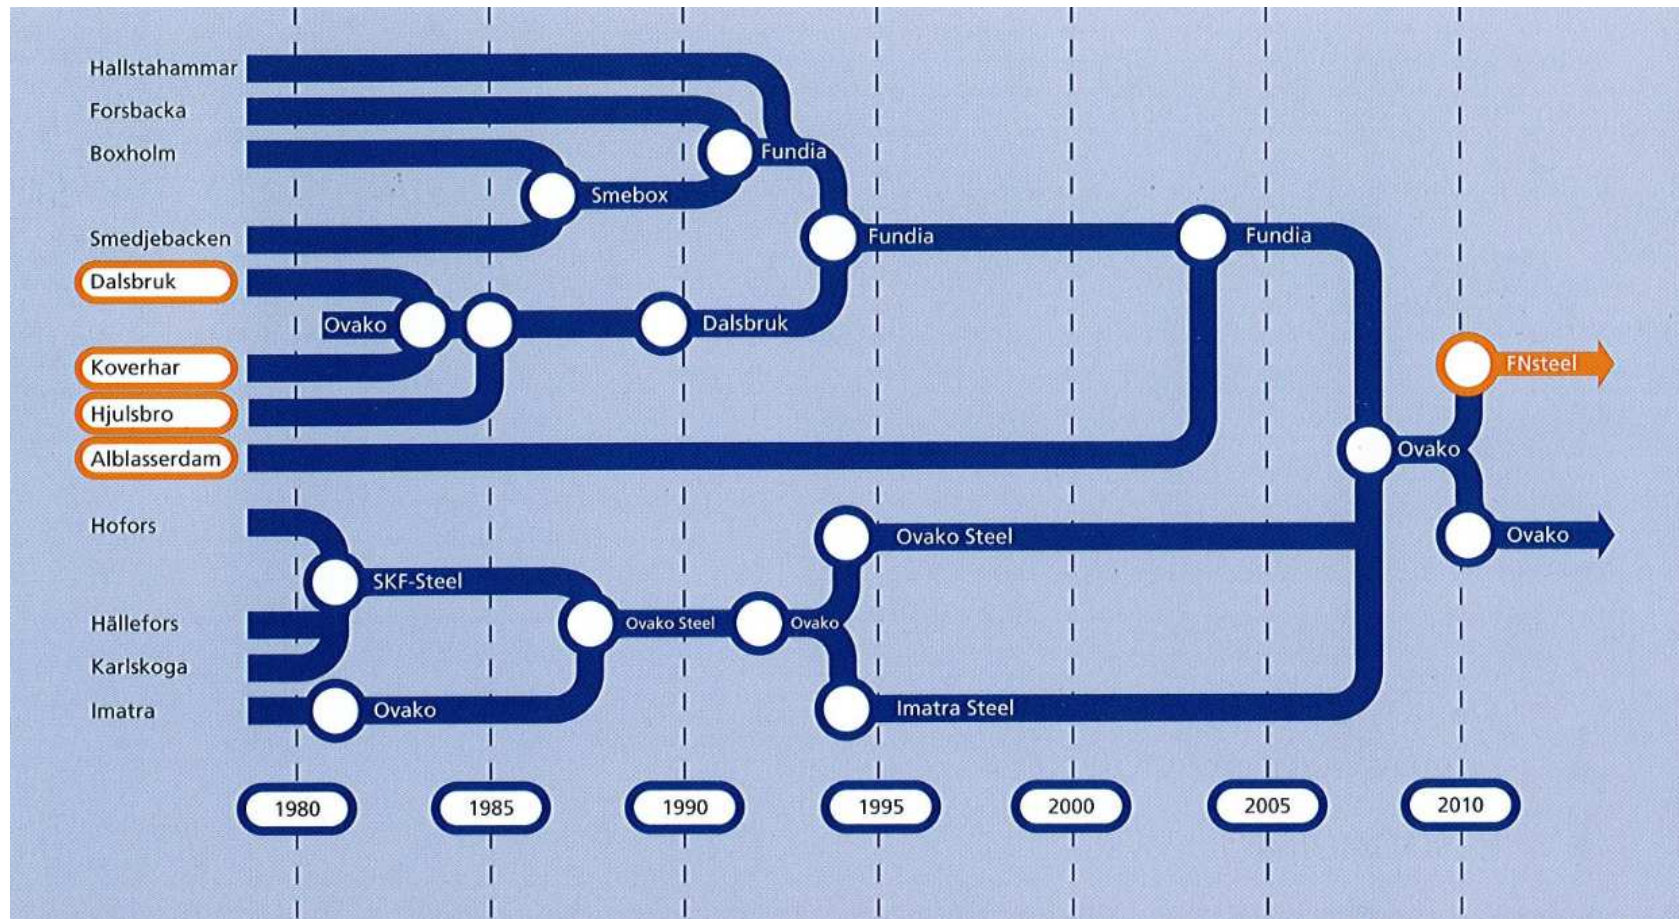 Hallstahammar
Forsbacka
Boxholm
Fundia
Smebox
Smedjebacken
Fundia
Fundia
Dalsbruk
Ovako
Dalsbruk
Koverhar
FNsteel
Hjulsbro
Alblasserdam
Ovako
Hofors
Ovako Steel
Ovako
SKF-Steel
Hällefors
Ovako Steel
Ovako
Karlskoga
Imatra
Ovako
Imatra Steel
1980
1985
1990
1995
2000
2005
2010